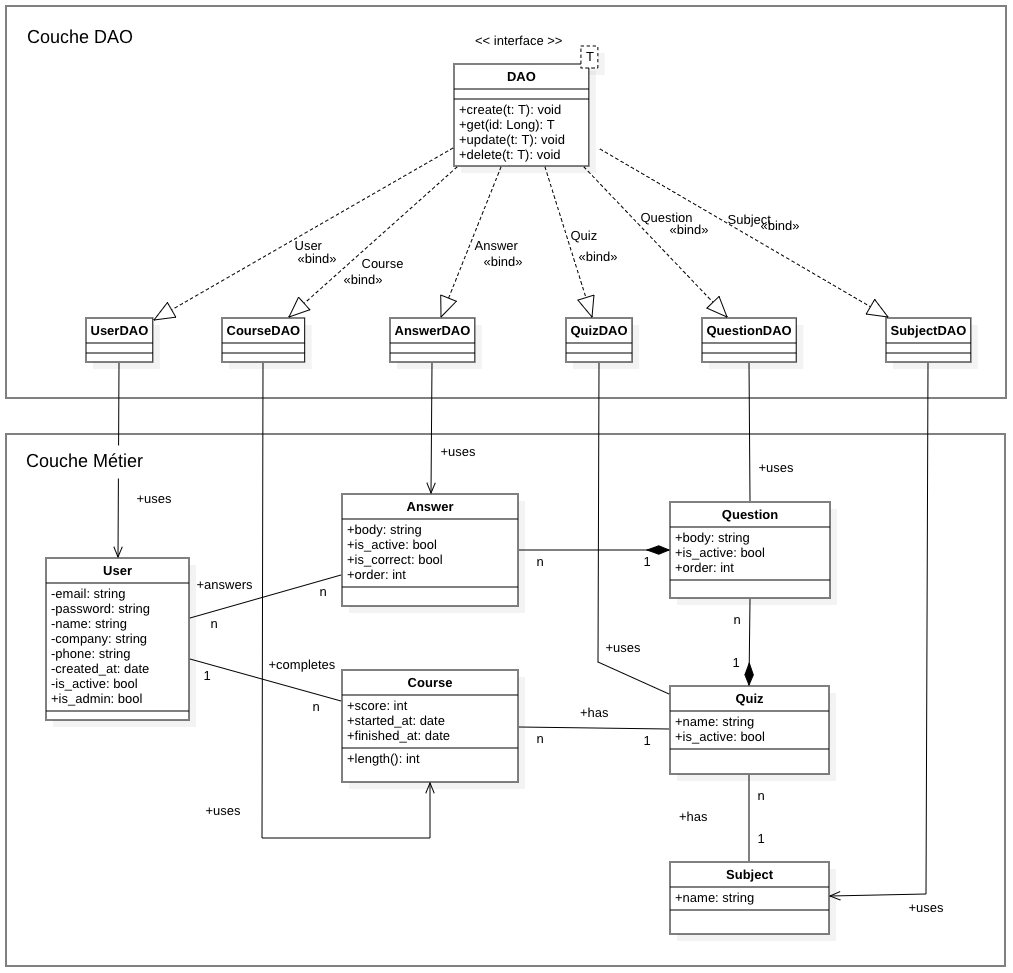 Couche DAO
<< interface >>
T
DAO
+create(t: T): void
+get(id: Long): T
+update(t: T): void
+delete(t: T): void
User
«bind»
Course
«bind»
Answer
«bind»
Quiz
«bind»
Question
«bind»
Subject
«bind»
UserDAO
CourseDAO
AnswerDAO
QuizDAO
QuestionDAO
SubjectDAO
Couche Métier
+uses
+uses
+uses
User
-email: string
-password: string
-name: string
-company: string
-phone: string
-created_at: date
-is_active: bool
+is_admin: bool
Answer
+body: string
+is_active: bool
+is_correct: bool
+order: int
Question
+body: string
+is_active: bool
+order: int
n
1
+answers
n
n
n
1
+uses
+completes
1
n
Course
+score: int
+started_at: date
+finished_at: date
+length(): int
+has
n
1
Quiz
+name: string
+is_active: bool
+uses
n
+has
1
Subject
+name: string
+uses